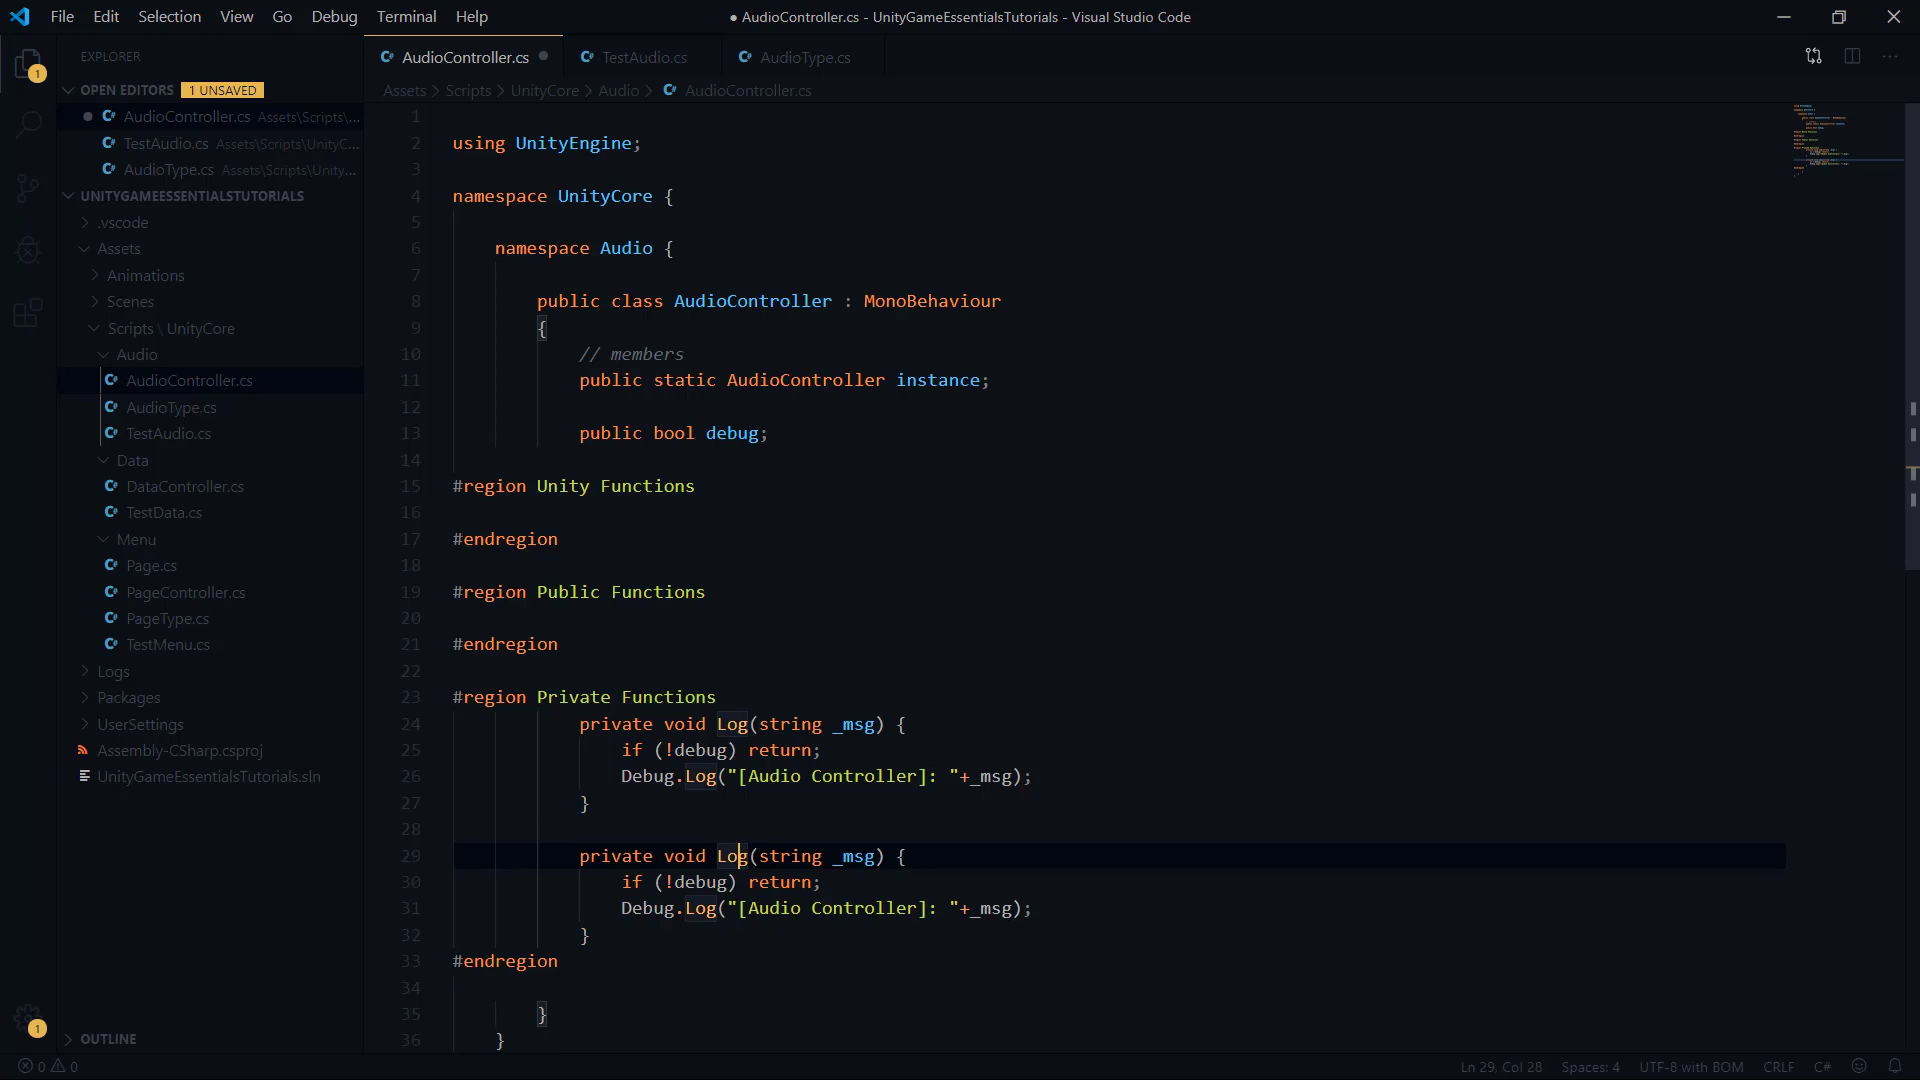 File Edit Selection View Go Debug Terminal Help
● AudioController.cs - UnityGameEssentialsTutorials - Visual Studio Code
EXPLORER
OPEN EDITORS 1 UNSAVED
AudioController.cs Assets\Scripts\...
TestAudio.cs Assets\Scripts\UnityC...
AudioType.cs Assets\Scripts\Unity...
UNITYGAMEESSENTIALSTUTORIALS
.vscode
Assets
Animations
Scenes
Scripts \ UnityCore
Audio
AudioController.cs
AudioType.cs
TestAudio.cs
Data
DataController.cs
TestData.cs
Menu
Page.cs
PageController.cs
PageType.cs
TestMenu.cs
Logs
Packages
UserSettings
Assembly-CSharp.csproj
UnityGameEssentialsTutorials.sln
OUTLINE
1
1
AudioController.cs TestAudio.cs AudioType.cs
Assets > Scripts > UnityCore > Audio > AudioController.cs
1
2 using UnityEngine;
3
4 namespace UnityCore {
5
6 namespace Audio {
7
8 public class AudioController : MonoBehaviour
9 {
10 // members
11 public static AudioController instance;
12
13 public bool debug;
14
15 #region Unity Functions
16
17 #endregion
18
19 #region Public Functions
20
21 #endregion
22
23 #region Private Functions
24 private void Log(string _msg) {
25 if (!debug) return;
26 Debug.Log("[Audio Controller]: "+_msg);
27 }
28
29 private void Log(string _msg) {
30 if (!debug) return;
31 Debug.Log("[Audio Controller]: "+_msg);
32 }
33 #endregion
34
35 }
36 }
0 0
Ln 29, Col 28 Spaces: 4 UTF-8 with BOM CRLF C#